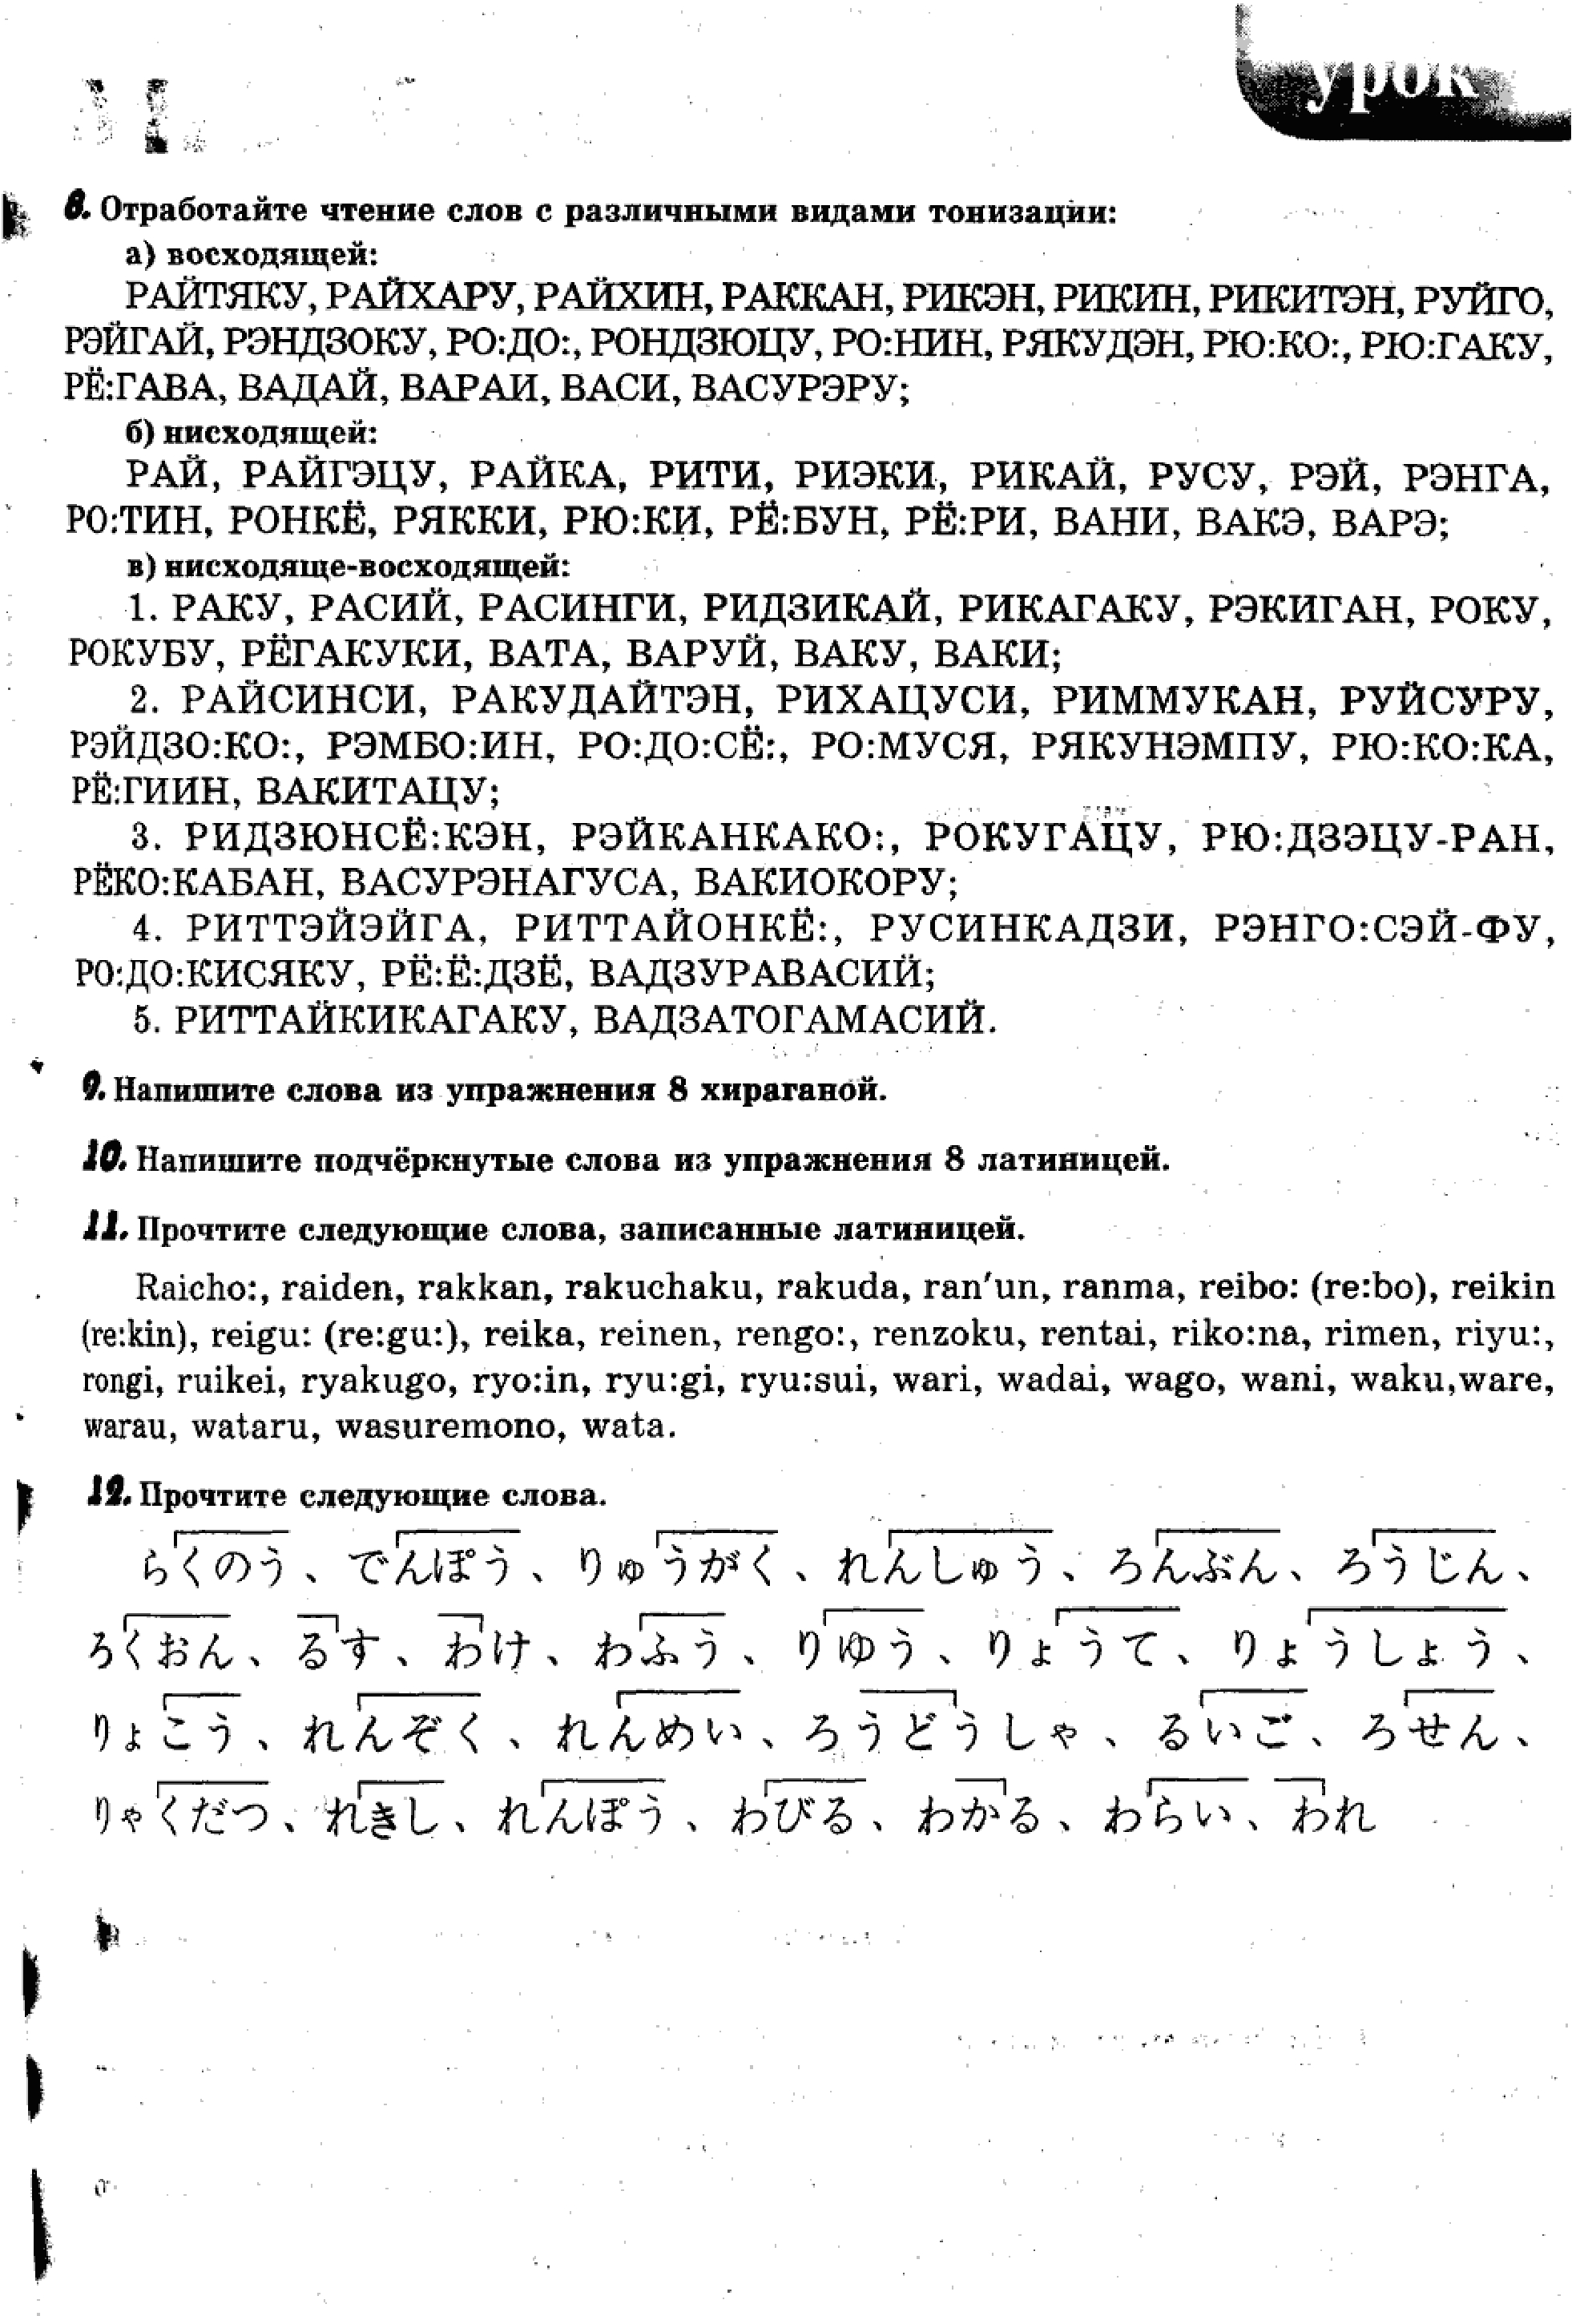 урок
8. Отработайте чтение слов с различными видами тонизации:
а) восходящей:
РАЙТЯКУ, РАЙХАРУ, РАЙХИН, РАККАН, РИКЭН, РИКИН, РИКИТЭН, РУЙГО,
РЭЙГАЙ, РЭНДЗОКУ, РО:ДО:, РОНДЗЮЦУ, РО:НИН, РЯКУДЭН, РЮ:КО:, РЮ:ГАКУ,
РЁ:ГАВА, ВАДАЙ, ВАРАИ, ВАСИ, ВАСУРЭРУ;
б) нисходящей:
РАЙ, РАЙГЭЦУ, РАЙКА, РИТИ, РИЭКИ, РИКАЙ, РУСУ, РЭЙ, РЭНГА,
РО:ТИН, РОНКЁ, РЯККИ, РЮ:КИ, РЁ:БУН, РЁ:РИ, ВАНИ, ВАКЭ, ВАРЭ;
в) нисходяще-восходящей:
1. РАКУ, РАСИЙ, РАСИНГИ, РИДЗИКАЙ, РИКАГАКУ, РЭКИГАН, РОКУ,
РОКУБУ, РЁГАКУКИ, ВАТА, ВАРУЙ, ВАКУ, ВАКИ;
2. РАЙСИНСИ, РАКУДАЙТЭН, РИХАЦУСИ, РИММУКАН, РУЙСУРУ,
РЭЙДЗО:КО:, РЭМБО:ИН, РО:ДО:СЁ:, РО:МУСЯ, РЯКУНЭМПУ, РЮ:КО:КА,
РЁ:ГИИН, ВАКИТАЦУ;
3. РИДЗЮНСЁ:КЭН, РЭЙКАНКАКО:, РОКУГАЦУ, РЮ:ДЗЭЦУ-РАН,
РЁКО:КАБАН, ВАСУРЭНАГУСА, ВАКИОКОРУ;
4. РИТТЭЙЭЙГА, РИТТАЙОНКЁ:, РУСИНКАДЗИ, РЭНГО:СЭЙ-ФУ,
РО:ДО:КИСЯКУ, РЁ:Ё:ДЗЁ, ВАДЗУРАВАСИЙ;
5. РИТТАЙКИКАГАКУ, ВАДЗАТОГАМАСИЙ.
9. Напишите слова из упражнения 8 хираганой.
10. Напишите подчёркнутые слова из упражнения 8 латиницей.
11. Прочтите следующие слова, записанные латиницей.
Raicho:, raiden, rakkan, rakuchaku, rakuda, ran'un, ranma, reibo: (re:bo), reikin
(re:kin), reigu: (re:gu:), reika, reinen, rengo:, renzoku, rentai, riko:na, rimen, riyu:,
rongi, ruikei, ryakugo, ryo:in, ryu:gi, ryu:sui, wari, wadai, wago, wani, waku,ware,
warau, wataru, wasuremono, wata.
12. Прочтите следующие слова.
らくのう、でんぽう、りゅうがく、れんしゅう、ろんぶん、ろうじん、
ろくおん、るす、わけ、わふう、りゆう、りょうて、りょうしょう、
りょこう、れんぞく、れんめい、ろうどうしゃ、るいご、ろせん、
りゃくだつ、れきし、れんぽう、わびる、わかる、わらい、われ